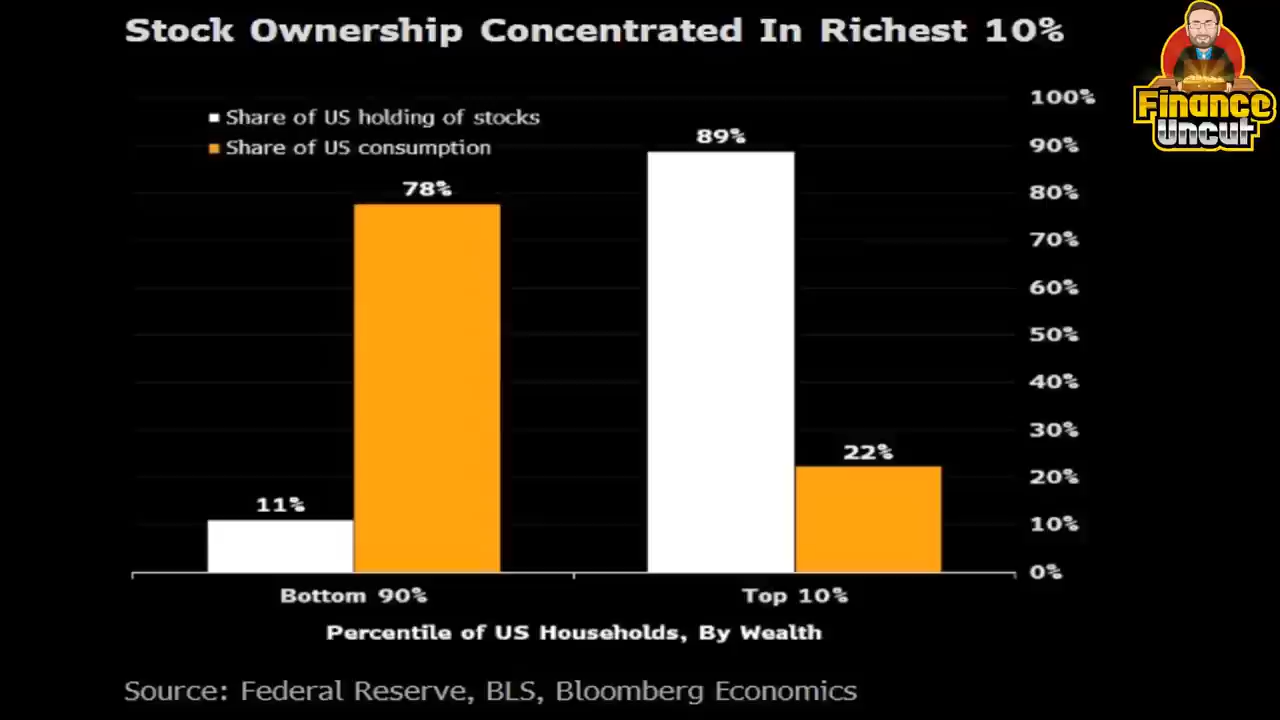 Stock Ownership Concentrated In Richest 10%
Finance
Uncut
Share of US holding of stocks
Share of US consumption
100%
90%
80%
70%
60%
50%
40%
30%
20%
10%
0%
11%
78%
89%
22%
Bottom 90%
Top 10%
Percentile of US Households, By Wealth
Source: Federal Reserve, BLS, Bloomberg Economics